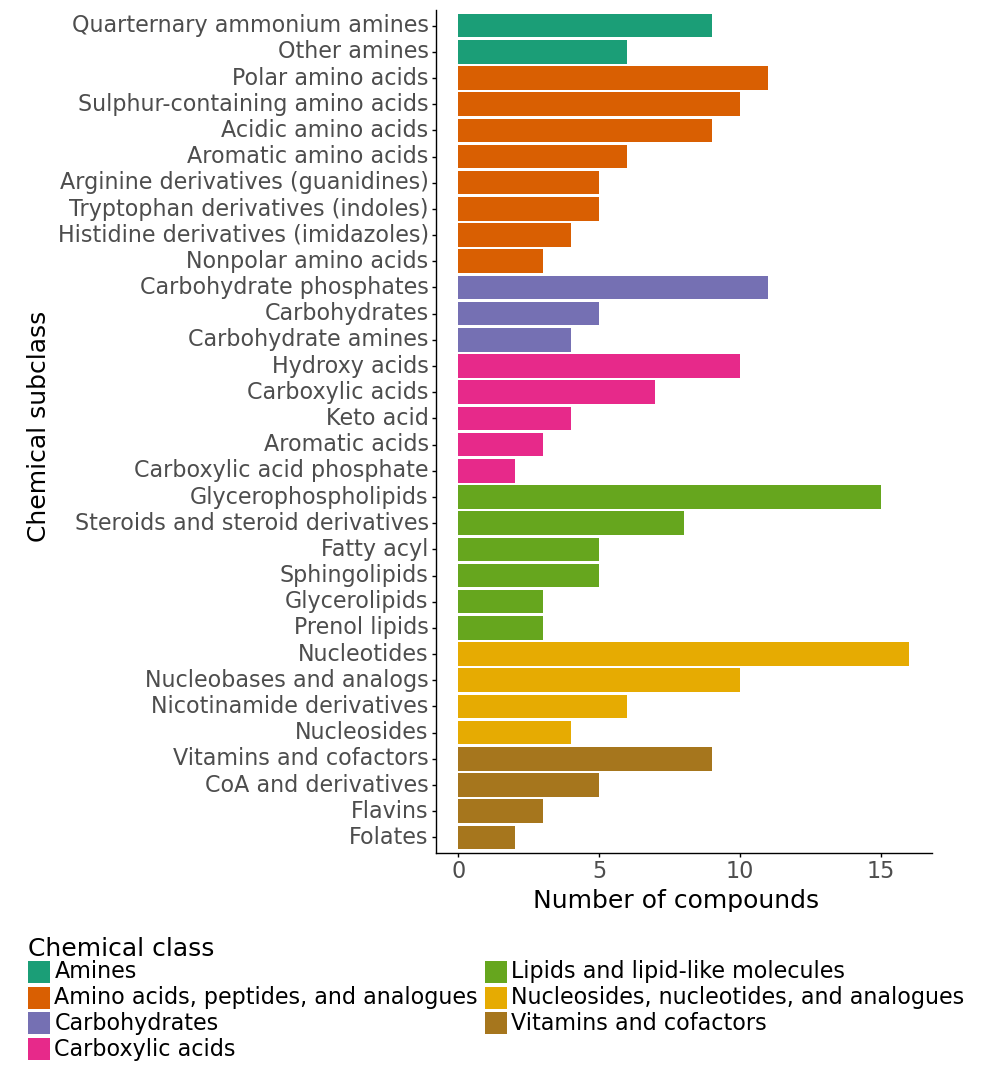 Quarternary ammonium amines
Other amines
Polar amino acids
Sulphur-containing amino acids
Acidic amino acids
Aromatic amino acids
Arginine derivatives (guanidines)
Tryptophan derivatives (indoles)
Histidine derivatives (imidazoles)
Nonpolar amino acids
Carbohydrate phosphates
Carbohydrates
Carbohydrate amines
Hydroxy acids
Carboxylic acids
Keto acid
Aromatic acids
Carboxylic acid phosphate
Glycerophospholipids
Steroids and steroid derivatives
Fatty acyl
Sphingolipids
Glycerolipids
Prenol lipids
Nucleotides
Nucleobases and analogs
Nicotinamide derivatives
Nucleosides
Vitamins and cofactors
CoA and derivatives
Flavins
Folates
Chemical subclass
0 5 10 15
Number of compounds
Chemical class
Amines
Amino acids, peptides, and analogues
Carbohydrates
Carboxylic acids
Lipids and lipid-like molecules
Nucleosides, nucleotides, and analogues
Vitamins and cofactors